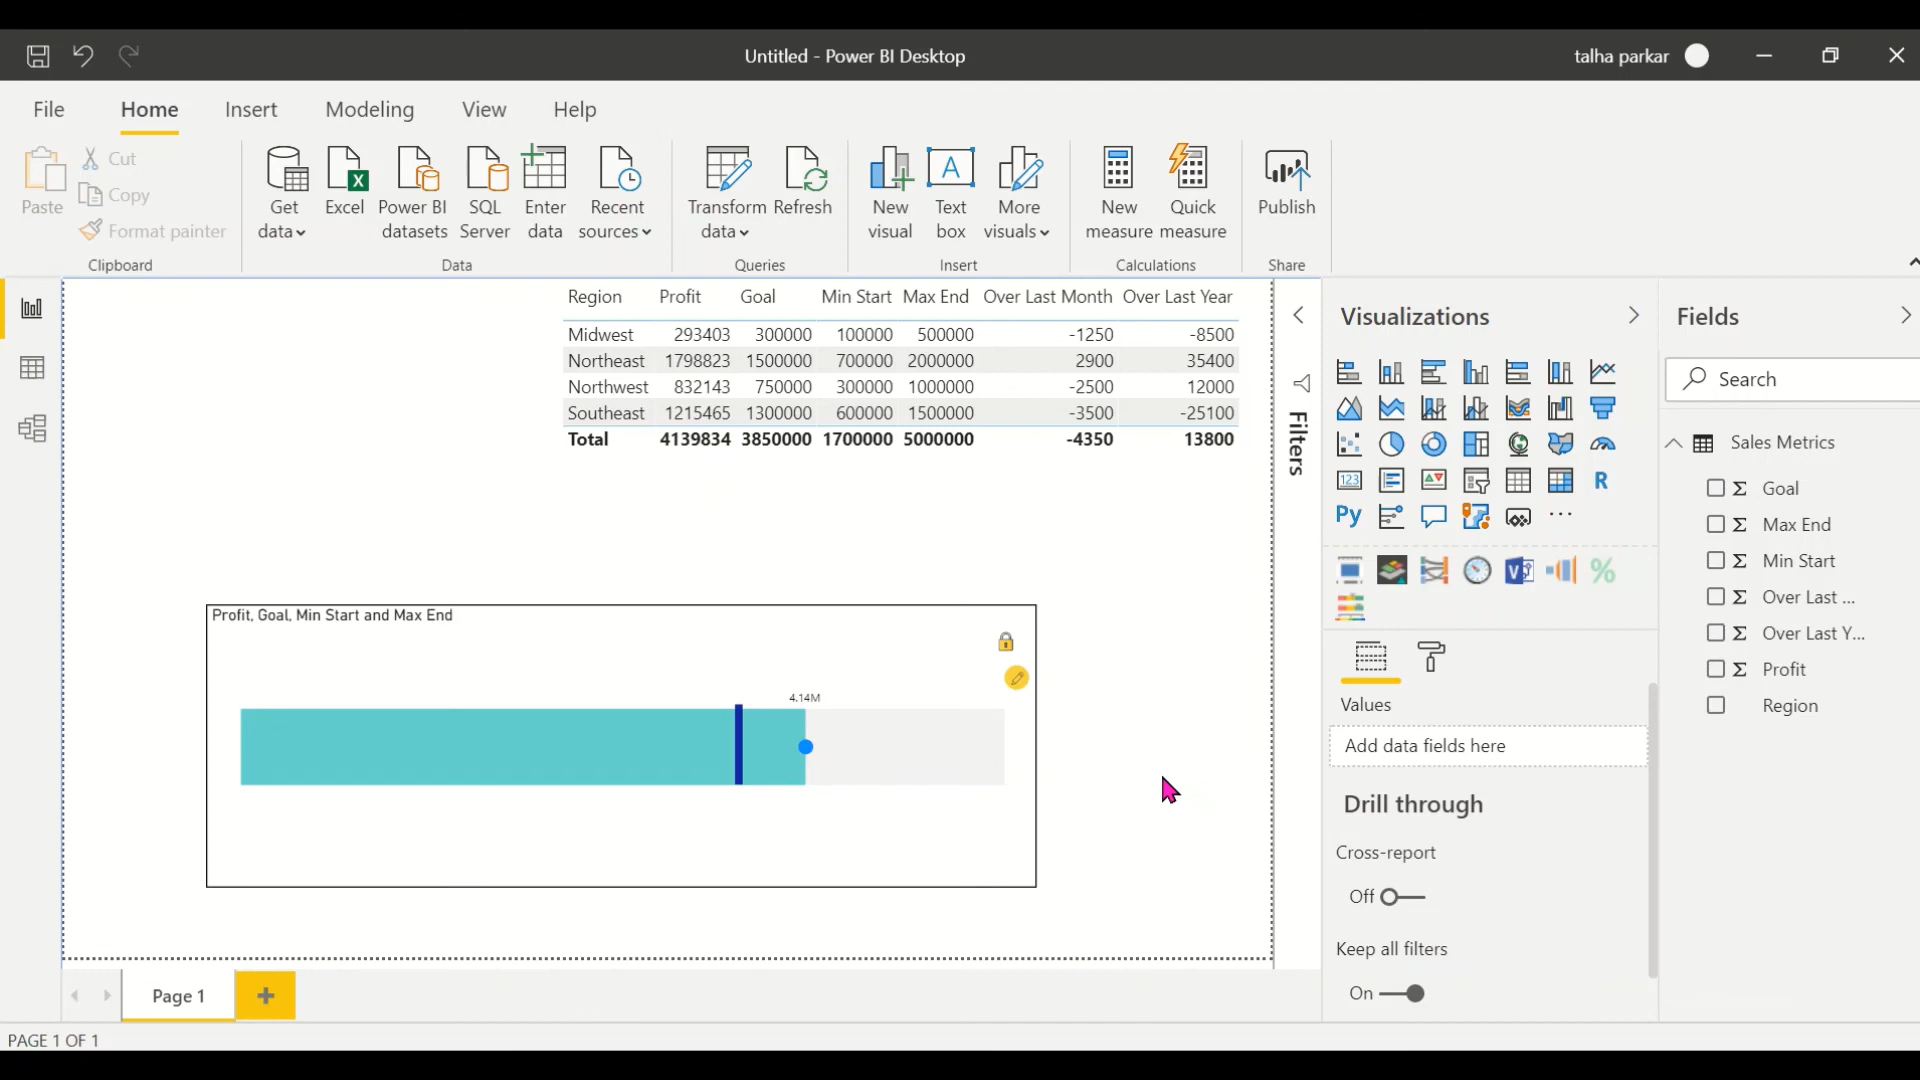 Untitled - Power BI Desktop
talha parkar
File Home Insert Modeling View Help
Paste
Cut
Copy
Format painter
Get data
Excel
Power BI datasets
SQL Server
Enter data
Recent sources
Transform data
Refresh
New visual
Text box
More visuals
New measure
Quick measure
Publish
Clipboard
Data
Queries
Insert
Calculations
Share
Region Profit Goal Min Start Max End Over Last Month Over Last Year
Midwest 293403 300000 100000 500000 -1250 -8500
Northeast 1798823 1500000 700000 2000000 2900 35400
Northwest 832143 750000 300000 1000000 -2500 12000
Southeast 1215465 1300000 600000 1500000 -3500 -25100
Total 4139834 3850000 1700000 5000000 -4350 13800
Profit, Goal, Min Start and Max End
4.14M
Filters
Visualizations
123
R
Py
V
%
Values
Add data fields here
Drill through
Cross-report
Off
Keep all filters
On
Fields
Search
Sales Metrics
Σ Goal
Σ Max End
Σ Min Start
Σ Over Last ...
Σ Over Last Y...
Σ Profit
Region
Page 1
PAGE 1 OF 1